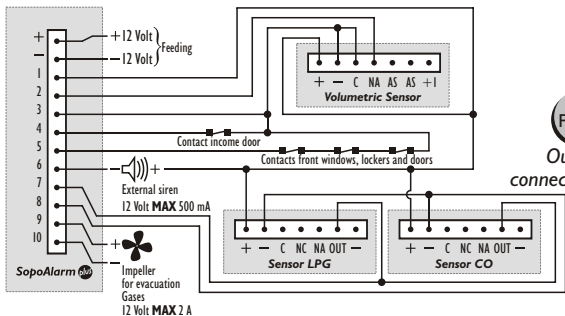 +
+ 12 Volt
Feeding
−
− 12 Volt
1
2
3
4
5
6
7
8
9
10
SopoAlarm plus
Contact income door
Contacts front windows, lockers and doors
− +
External siren
12 Volt MAX 500 mA
+
−
Impeller
for evacuation
Gases
12 Volt MAX 2 A
+ − C NA AS AS +I
Volumetric Sensor
+ − C NC NA OUT −
Sensor LPG
+ − C NC NA OUT −
Sensor CO
F
Ou
connec